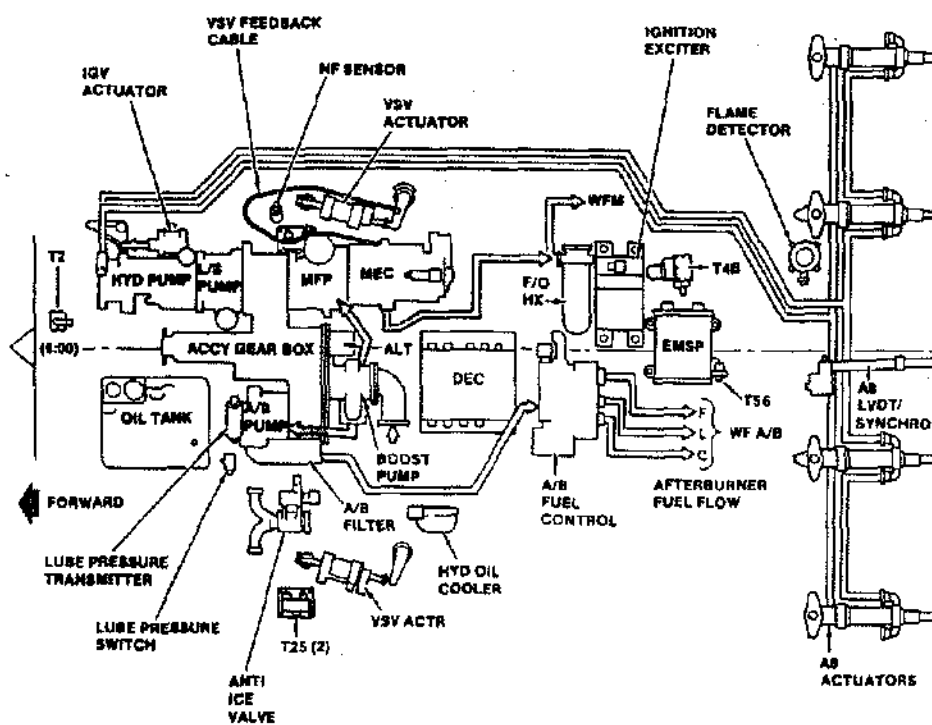 VSV FEEDBACK
CABLE
NF SENSOR
IGV
ACTUATOR
VSV
ACTUATOR
IGNITION
EXCITER
FLAME
DETECTOR
WFM
T2
HYD PUMP
L/S
PUMP
MFP
MEC
F/O
HX
T4B
(6:00)
ACCY GEAR BOX
ALT
DEC
EMSP
T56
OIL TANK
A/B
PUMP
F
L
C
WF A/B
A8
LVDT/
SYNCHRO
BOOST
PUMP
FORWARD
A/B
FILTER
A/B
FUEL
CONTROL
AFTERBURNER
FUEL FLOW
LUBE PRESSURE
TRANSMITTER
HYD OIL
COOLER
LUBE PRESSURE
SWITCH
VSV ACTR
T25 (2)
ANTI
ICE
VALVE
A8
ACTUATORS